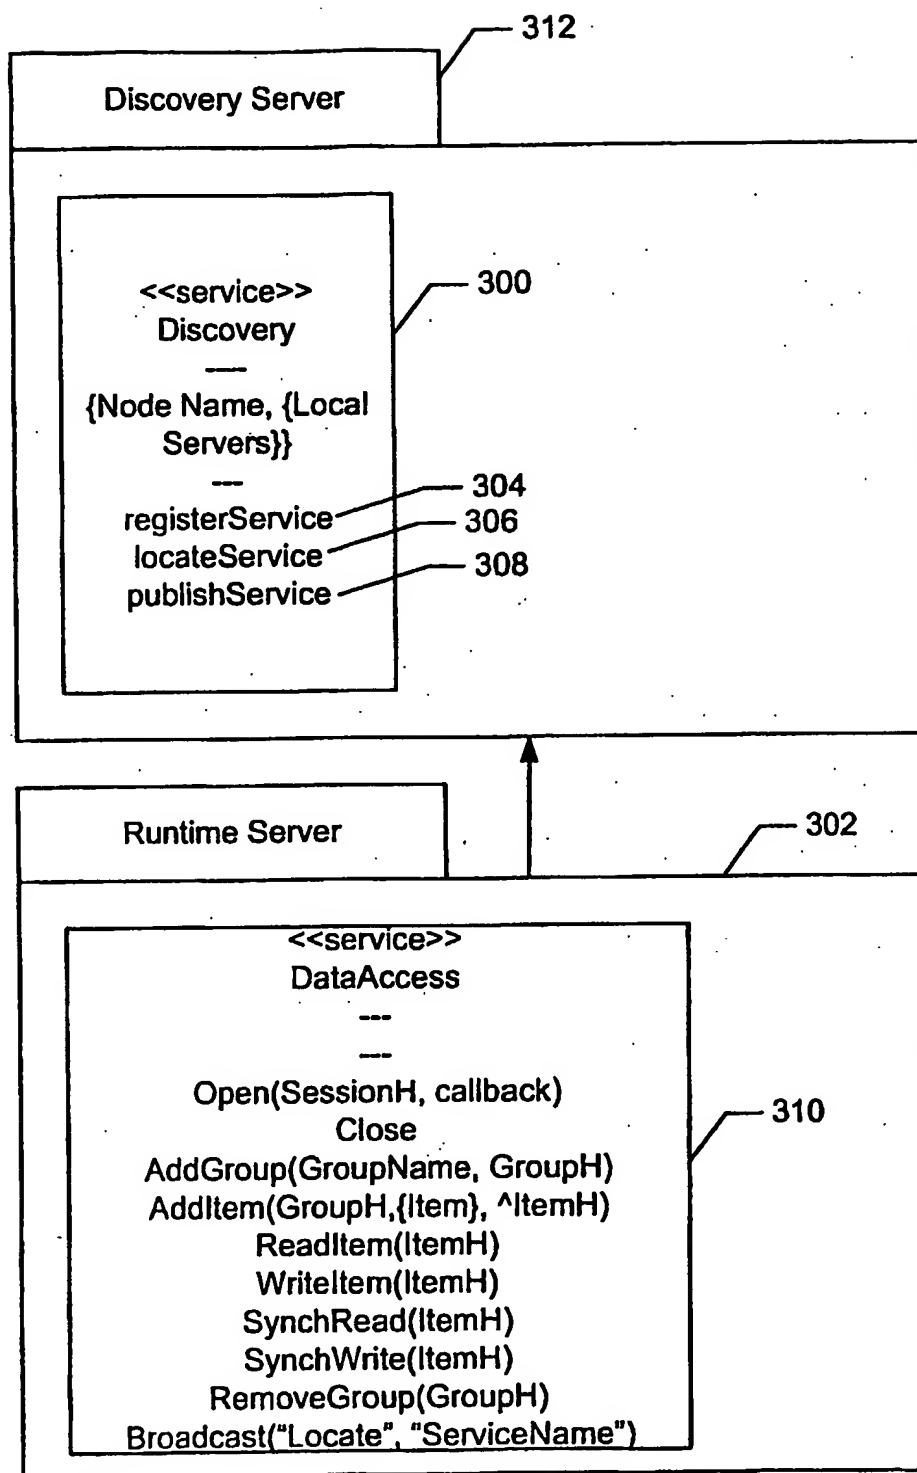 312
Discovery Server
<<service>>
300
Discovery
----
{Node Name, {Local
Servers}}
---
registerService 304
locateService 306
publishService 308
Runtime Server
302
<<service>>
DataAccess
---
---
Open(SessionH, callback)
310
Close
AddGroup(GroupName, GroupH)
AddItem(GroupH,{Item}, ^ItemH)
ReadItem(ItemH)
WriteItem(ItemH)
SynchRead(ItemH)
SynchWrite(ItemH)
RemoveGroup(GroupH)
Broadcast("Locate", "ServiceName")